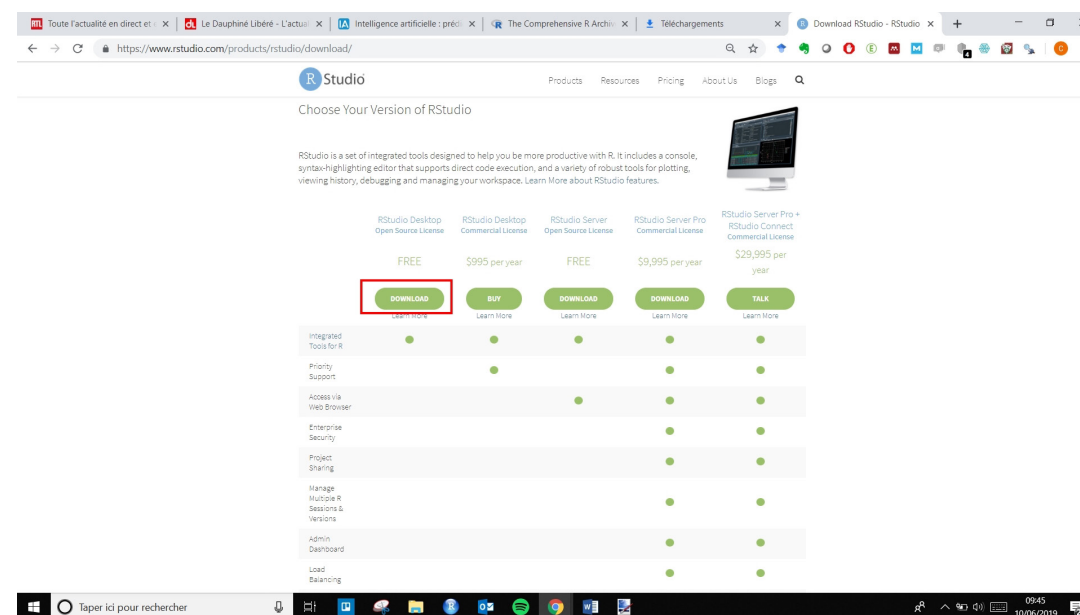 Toute l'actualité en direct et
Le Dauphiné Libéré - L'actual
Intelligence artificielle : préd
The Comprehensive R Archiv
Téléchargements
Download RStudio - RStudio
https://www.rstudio.com/products/rstudio/download/
R Studio
Products Resources Pricing About Us Blogs
Choose Your Version of RStudio
RStudio is a set of integrated tools designed to help you be more productive with R. It includes a console,
syntax-highlighting editor that supports direct code execution, and a variety of robust tools for plotting,
viewing history, debugging and managing your workspace. Learn More about RStudio features.
RStudio Desktop
Open Source License
FREE
DOWNLOAD
Learn More
RStudio Desktop
Commercial License
$995 per year
BUY
Learn More
RStudio Server
Open Source License
FREE
DOWNLOAD
Learn More
RStudio Server Pro
Commercial License
$9,995 per year
DOWNLOAD
Learn More
RStudio Server Pro +
RStudio Connect
Commercial License
$29,995 per
year
TALK
Learn More
Integrated
Tools for R
Priority
Support
Access via
Web Browser
Enterprise
Security
Project
Sharing
Manage
Multiple R
Sessions &
Versions
Admin
Dashboard
Load
Balancing
Taper ici pour rechercher
09:45
10/06/2019